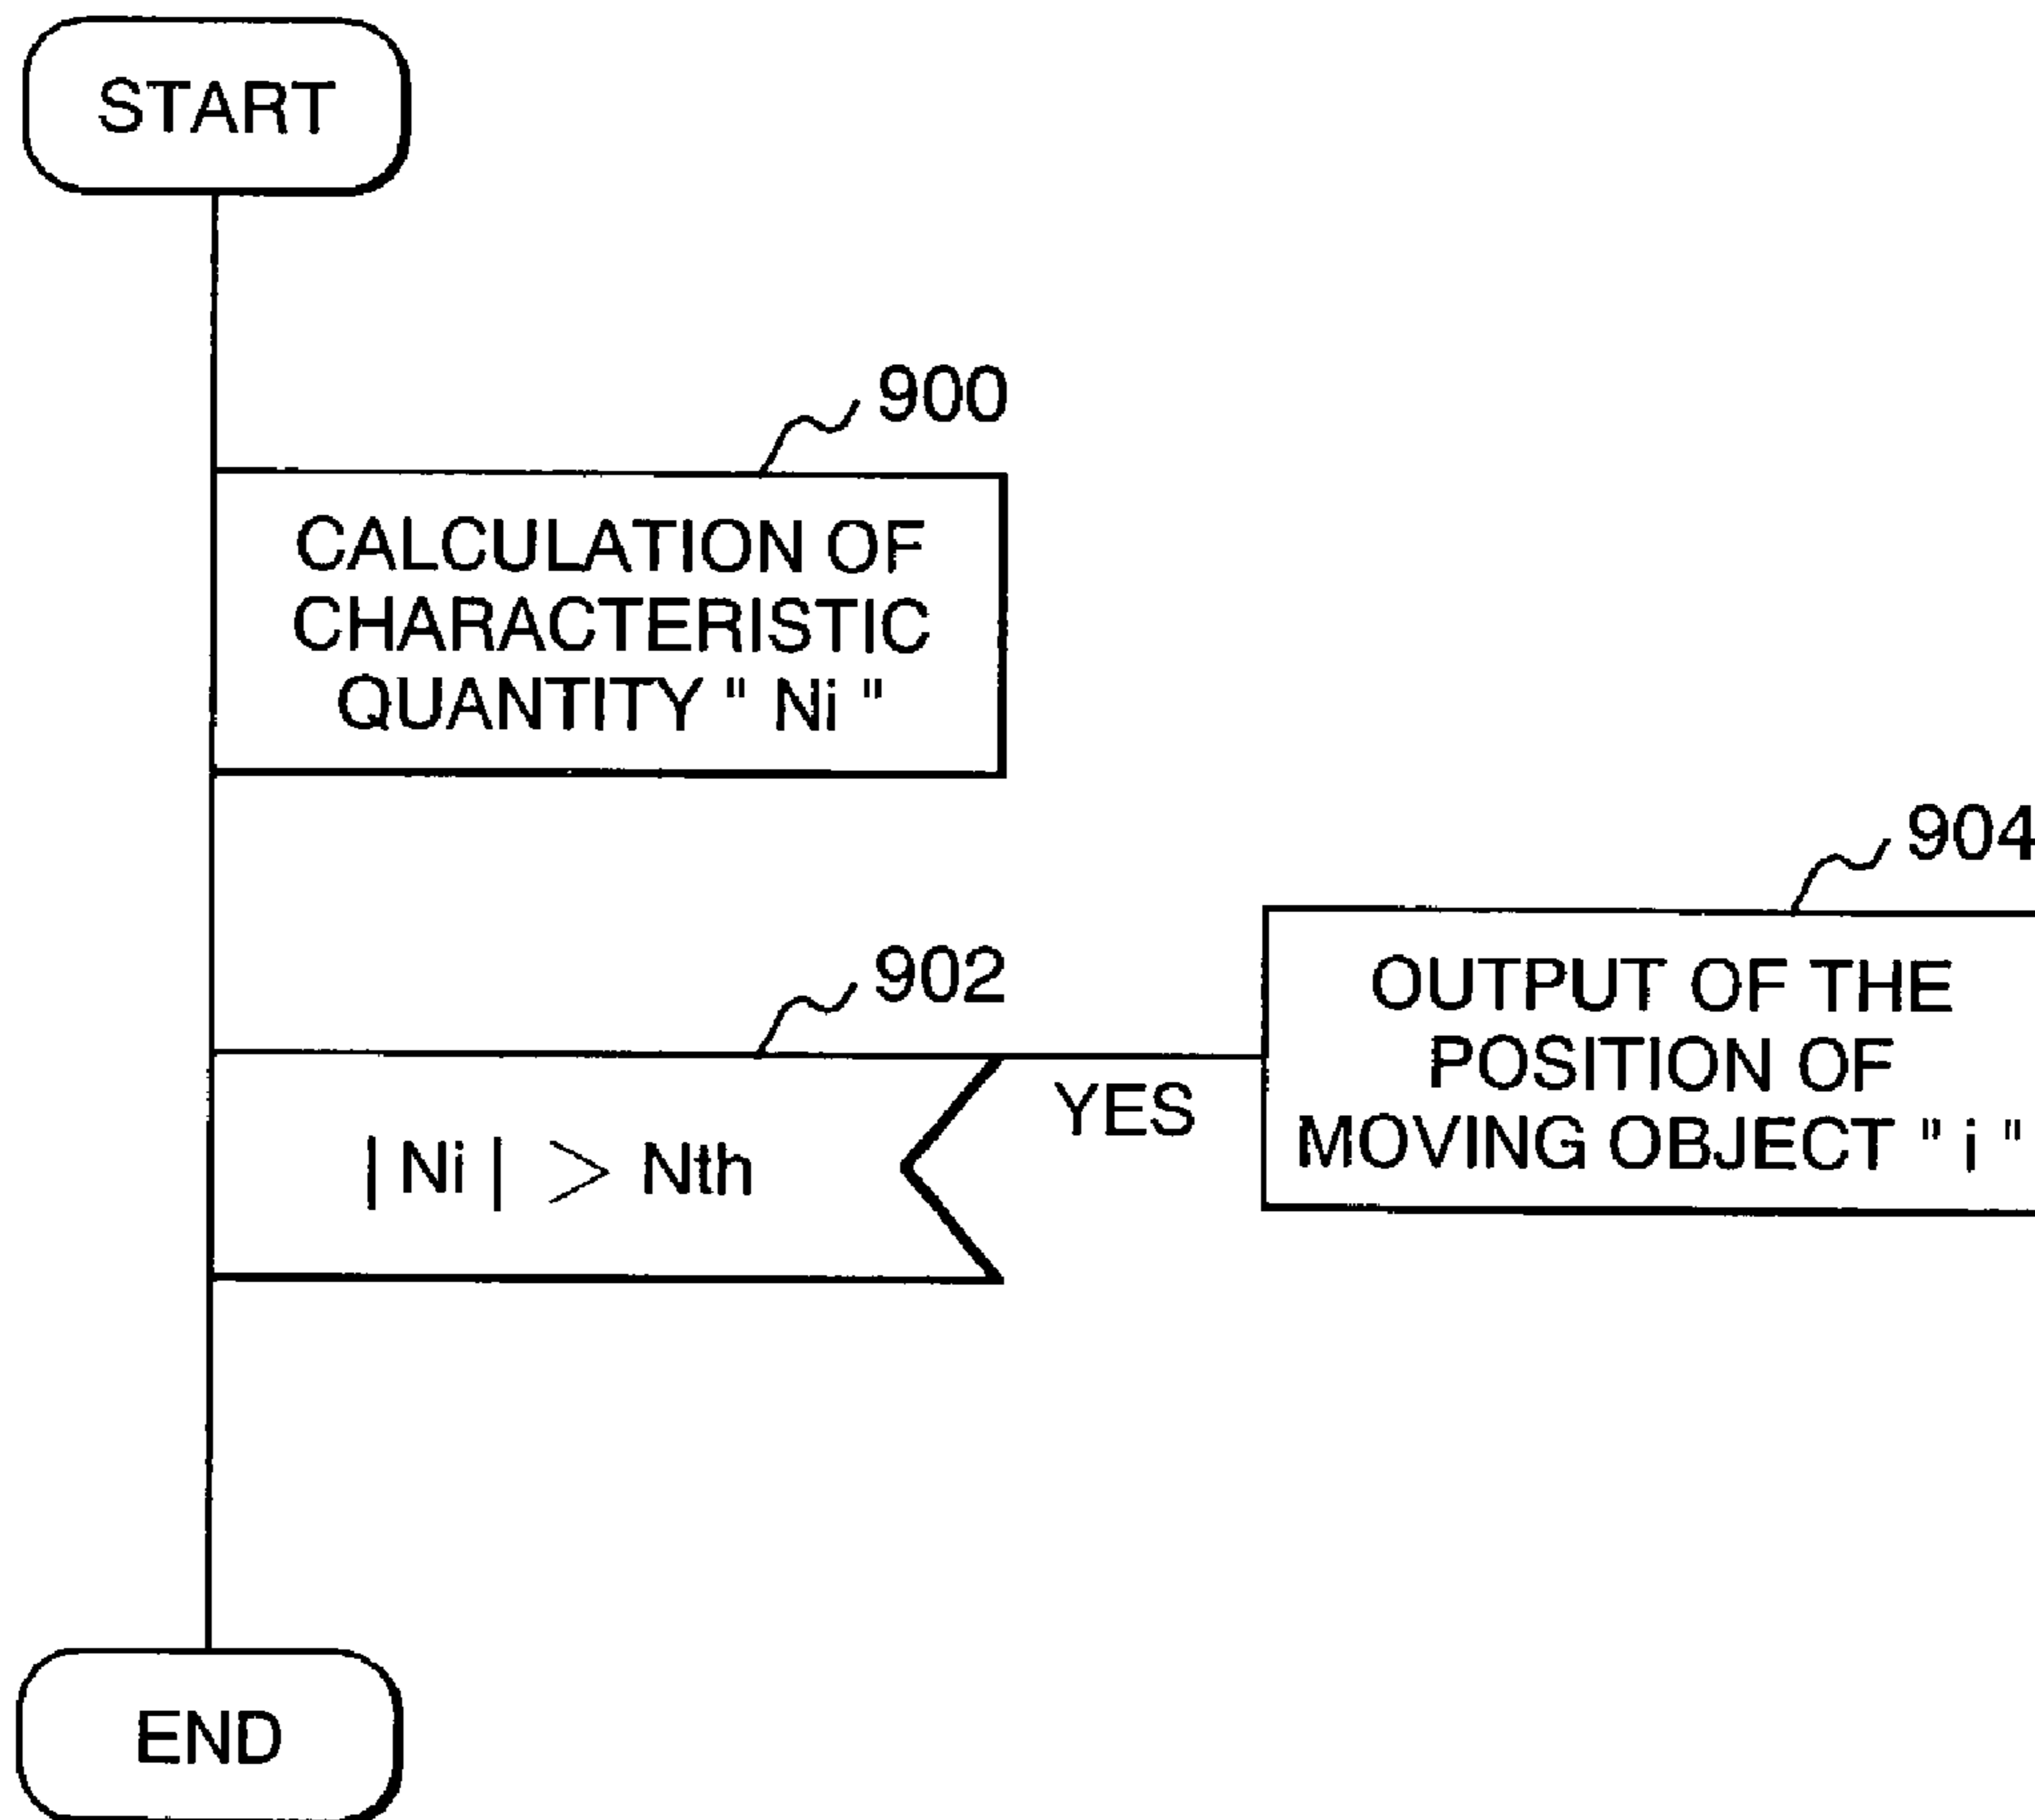 START
900
CALCULATION OF
CHARACTERISTIC
QUANTITY " Ni "
904
902
OUTPUT OF THE
POSITION OF
MOVING OBJECT " i "
YES
| Ni | > Nth
END